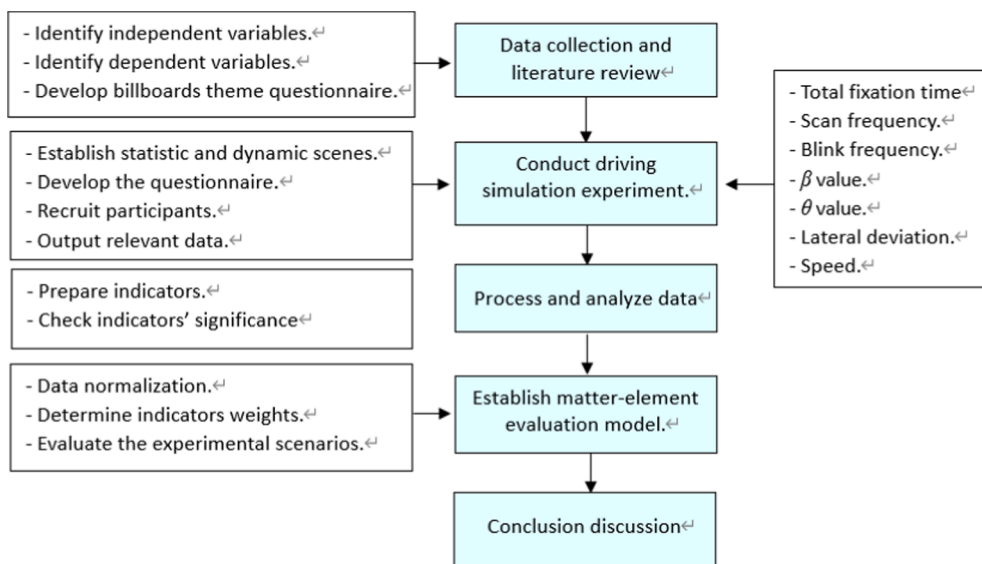 - Identify independent variables.↵
- Identify dependent variables.↵
- Develop billboards theme questionnaire.↵
Data collection and
literature review↵
- Establish statistic and dynamic scenes.↵
- Develop the questionnaire.↵
- Recruit participants.↵
- Output relevant data.↵
Conduct driving
simulation experiment.↵
- Total fixation time
- Scan frequency.↵
- Blink frequency.↵
- β value.↵
- θ value.↵
- Lateral deviation.↵
- Speed.↵
- Prepare indicators.↵
- Check indicators’ significance↵
Process and analyze data↵
- Data normalization.↵
- Determine indicators weights.↵
- Evaluate the experimental scenarios.↵
Establish matter-element
evaluation model.↵
Conclusion discussion↵